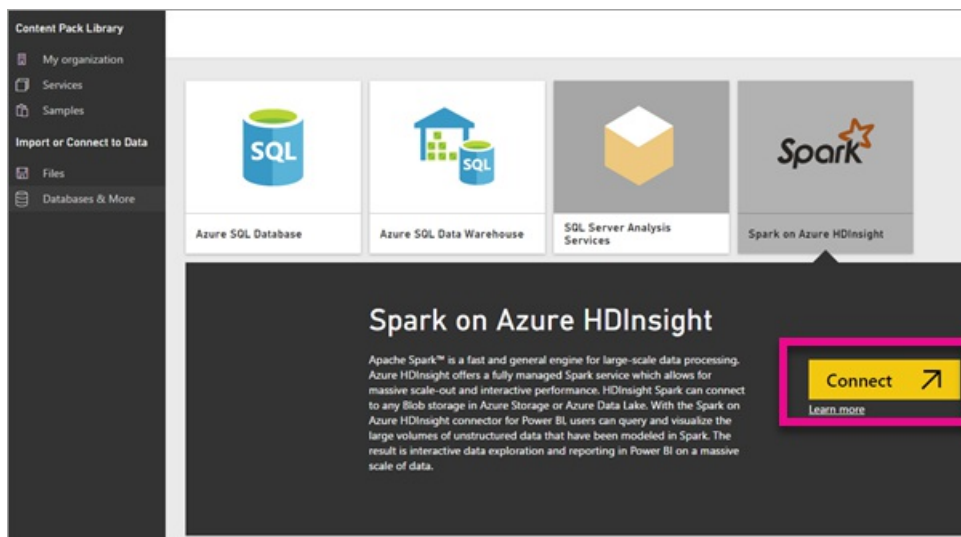 Content Pack Library
My organization
Services
Samples
Import or Connect to Data
Files
Databases & More
SQL
SQL
Spark
Azure SQL Database
Azure SQL Data Warehouse
SQL Server Analysis
Services
Spark on Azure HDInsight
Spark on Azure HDInsight
Apache Spark™ is a fast and general engine for large-scale data processing.
Azure HDInsight offers a fully managed Spark service which allows for
massive scale-out and interactive performance. HDInsight Spark can connect
to any Blob storage in Azure Storage or Azure Data Lake. With the Spark on
Azure HDInsight connector for Power BI, users can query and visualize the
large volumes of unstructured data that have been modeled in Spark. The
result is interactive data exploration and reporting in Power BI on a massive
scale of data.
Connect
Learn more